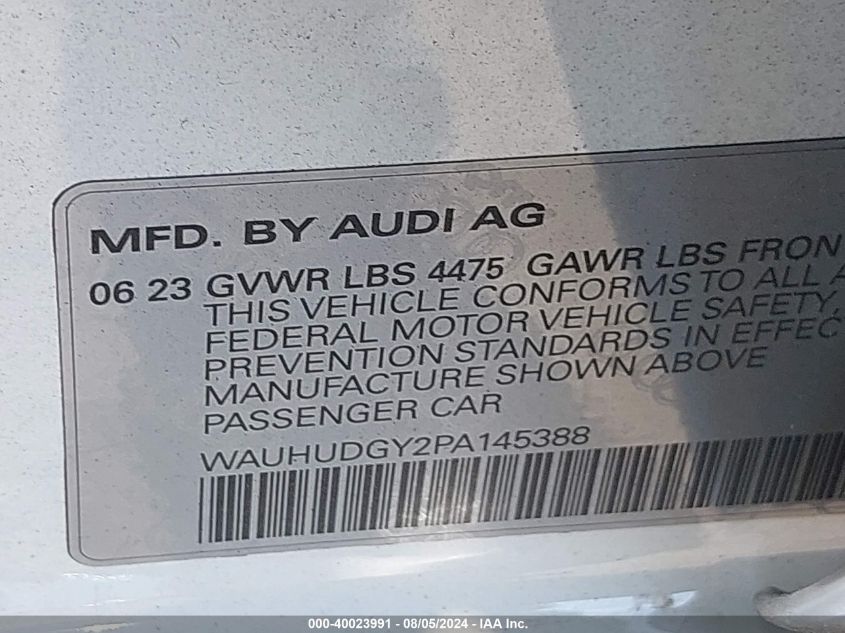 MFD. BY AUDI AG
06 23 GVWR LBS 4475 GAWR LBS FRON
THIS VEHICLE CONFORMS TO ALL A
FEDERAL MOTOR VEHICLE SAFETY,
PREVENTION STANDARDS IN EFFEC
MANUFACTURE SHOWN ABOVE
PASSENGER CAR
WAUHUDGY2PA145388
000-40023991 - 08/05/2024 - IAA Inc.